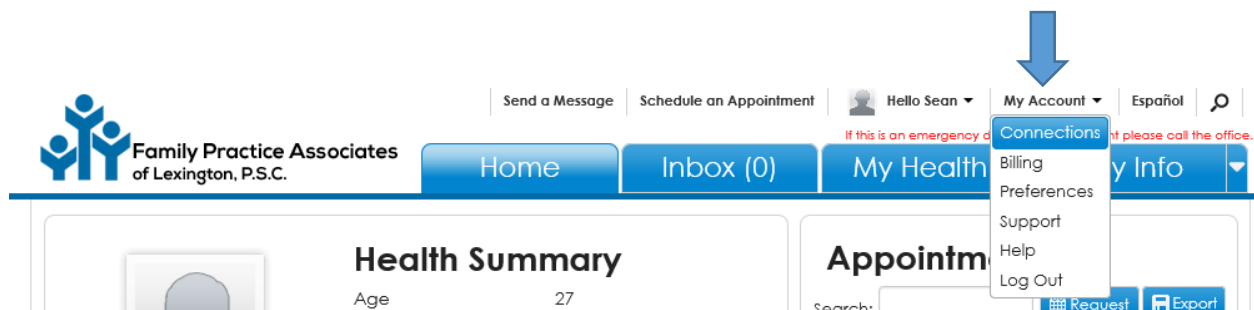 Send a Message Schedule an Appointment Hello Sean My Account Español
If this is an emergency d
Connections
nt please call the office.
Family Practice Associates
of Lexington, P.S.C.
Home Inbox (0) My Health y Info
Billing
Preferences
Support
Help
Log Out
Health Summary
Age 27
Appointm
Search: Request Export